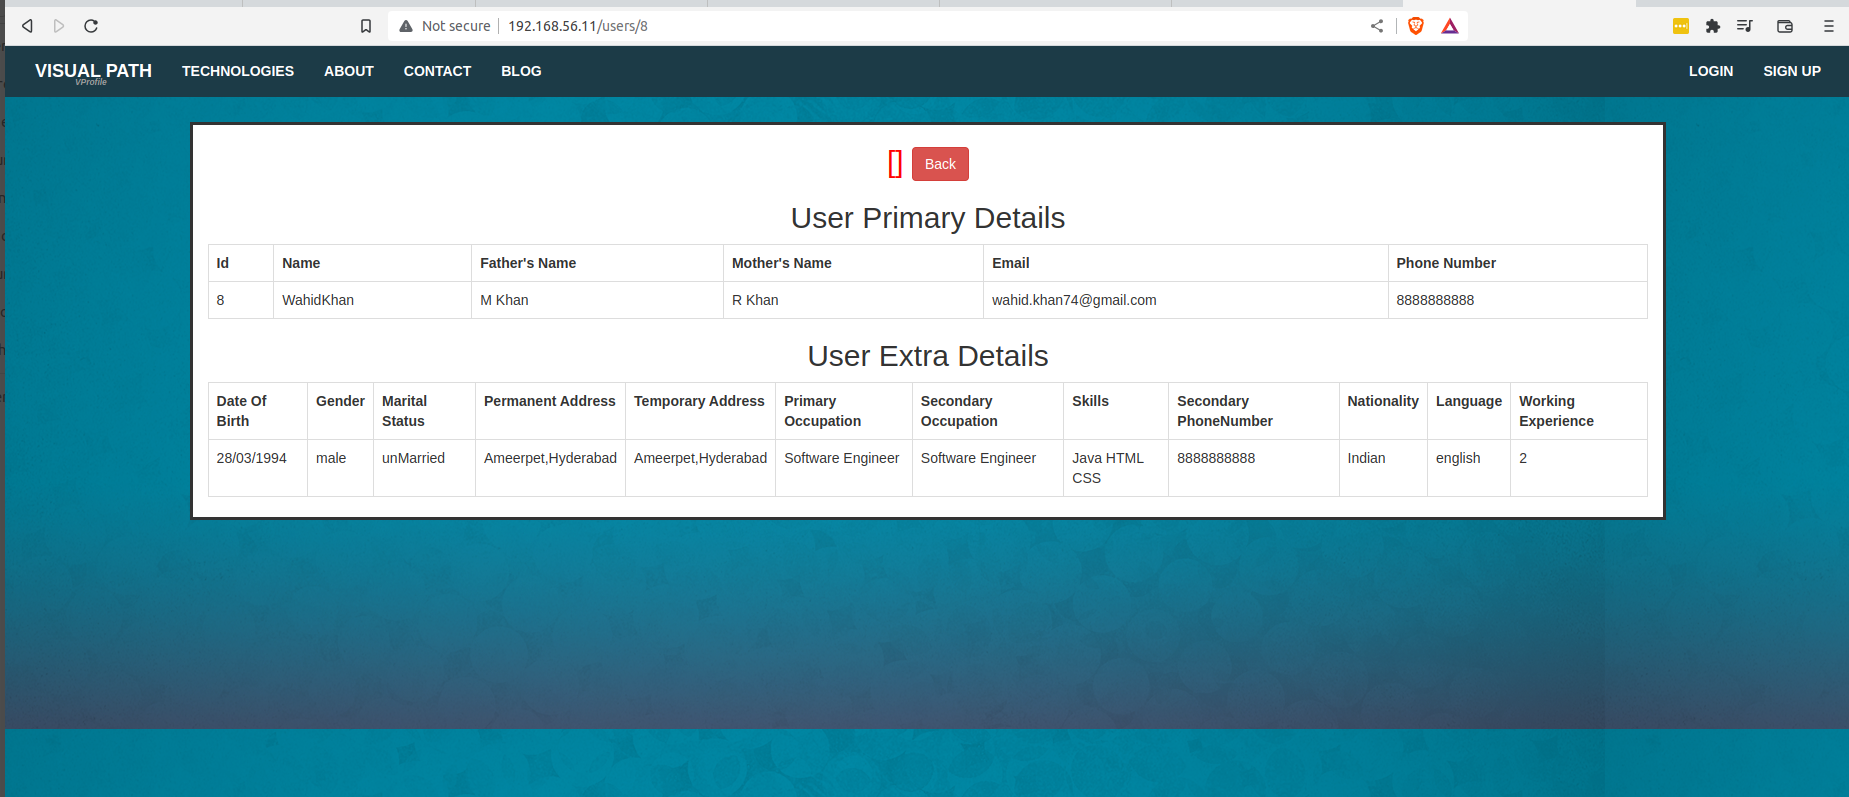 Not secure 192.168.56.11/users/8
VISUAL PATH TECHNOLOGIES ABOUT CONTACT BLOG LOGIN SIGN UP
VProfile
[] Back
User Primary Details
Id Name Father's Name Mother's Name Email Phone Number
8 WahidKhan M Khan R Khan wahid.khan74@gmail.com 8888888888
User Extra Details
Date Of Gender Marital Permanent Address Temporary Address Primary Secondary Skills Secondary Nationality Language Working
Birth Status Occupation Occupation PhoneNumber Experience
28/03/1994 male unMarried Ameerpet,Hyderabad Ameerpet,Hyderabad Software Engineer Software Engineer Java HTML 8888888888 Indian english 2
CSS